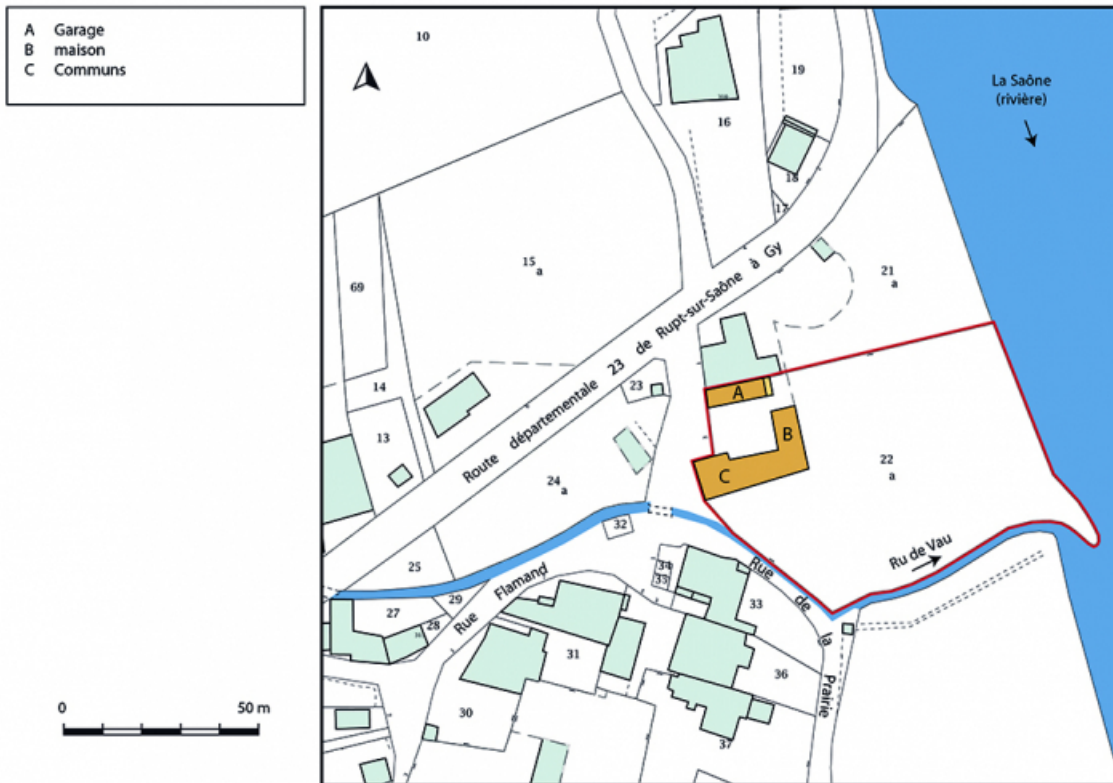 A Garage
B maison
C Communs
0 50 m
10
La Saône
(rivière)
19
16
18
17
15
a
21
a
69
Route départementale 23 de Rupt-sur-Saône à Gy
14
13
23
A
B
C
22
a
24
a
32
Ru de Vau
25
34
33
Rue de la Prairie
33
Rue Flamand
29
27
28
31
36
30
37